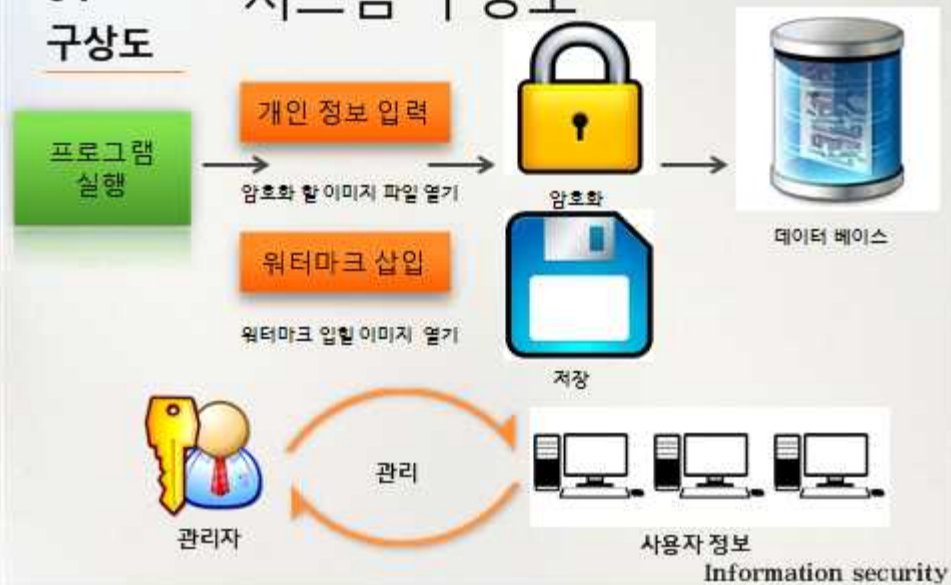 구상도
프로그램
실행
개인 정보 입력
암호화 할 이미지 파일 열기
암호화
데이터 베이스
워터마크 삽입
워터마크 입힐 이미지 열기
저장
관리
관리자
사용자 정보
Information security